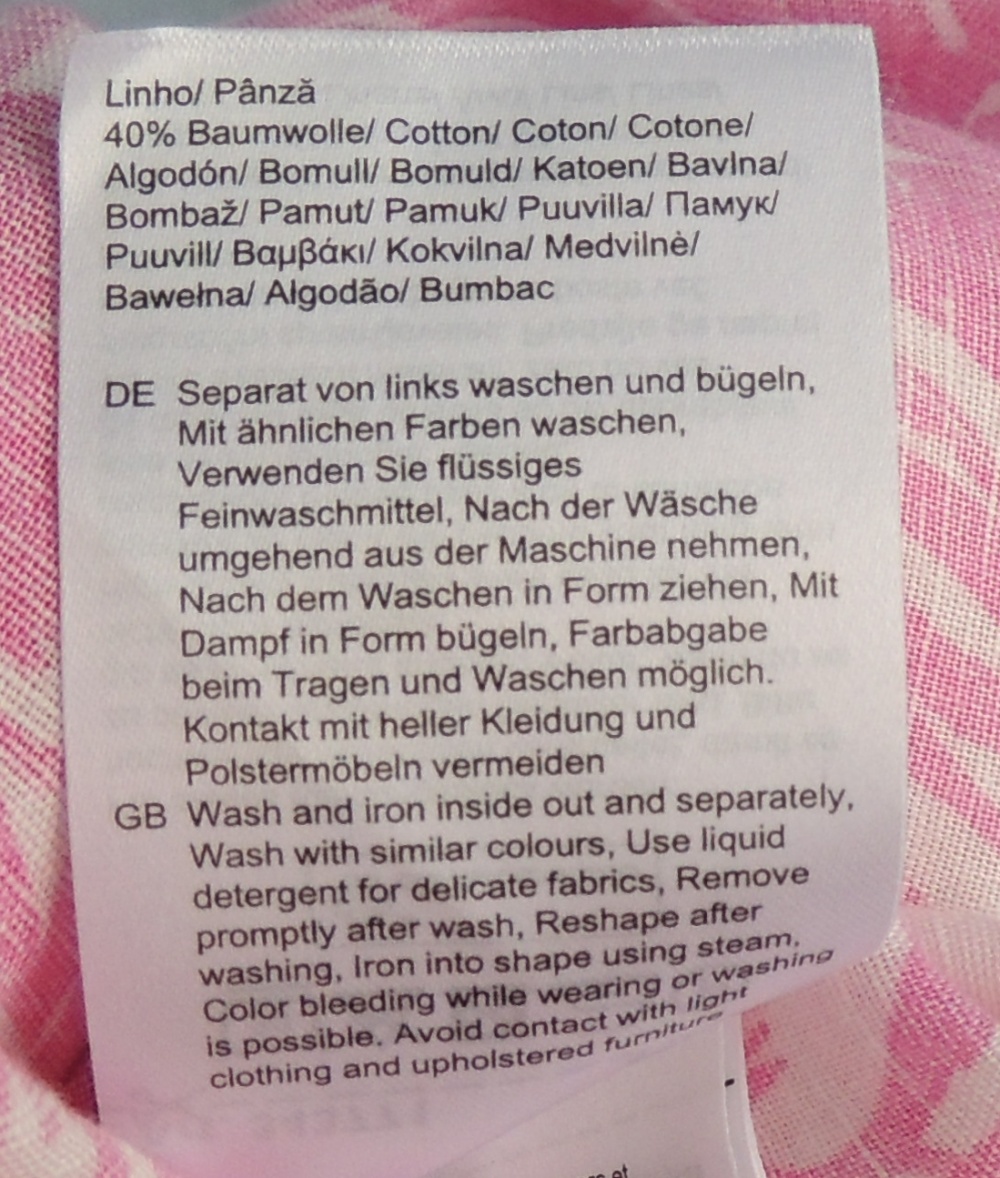 Linho/ Pânză
40% Baumwolle/ Cotton/ Coton/ Cotone/
Algodón/ Bomull/ Bomuld/ Katoen/ Bavlna/
Bombaž/ Pamut/ Pamuk/ Puuvilla/ Памук/
Puuvill/ Βαμβάκι/ Kokvilna/ Medvilnė/
Bawełna/ Algodão/ Bumbac
DE Separat von links waschen und bügeln,
Mit ähnlichen Farben waschen,
Verwenden Sie flüssiges
Feinwaschmittel, Nach der Wäsche
umgehend aus der Maschine nehmen,
Nach dem Waschen in Form ziehen, Mit
Dampf in Form bügeln, Farbabgabe
beim Tragen und Waschen möglich.
Kontakt mit heller Kleidung und
Polstermöbeln vermeiden
GB Wash and iron inside out and separately,
Wash with similar colours, Use liquid
detergent for delicate fabrics, Remove
promptly after wash, Reshape after
washing, Iron into shape using steam,
Color bleeding while wearing or washing
is possible. Avoid contact with light
clothing and upholstered furniture